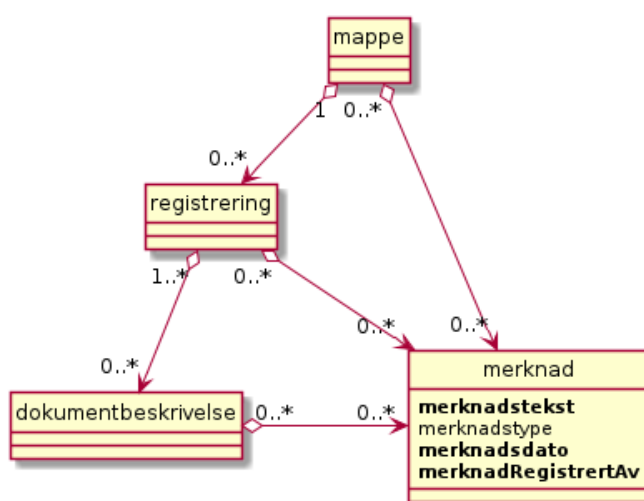 mappe
1 0..*
0..*
registrering
1..* 0..*
0..* 0..*
0..*
merknad
dokumentbeskrivelse 0..* 0..*
merknadstekst
merknadstype
merknadsdato
merknadRegistrertAv